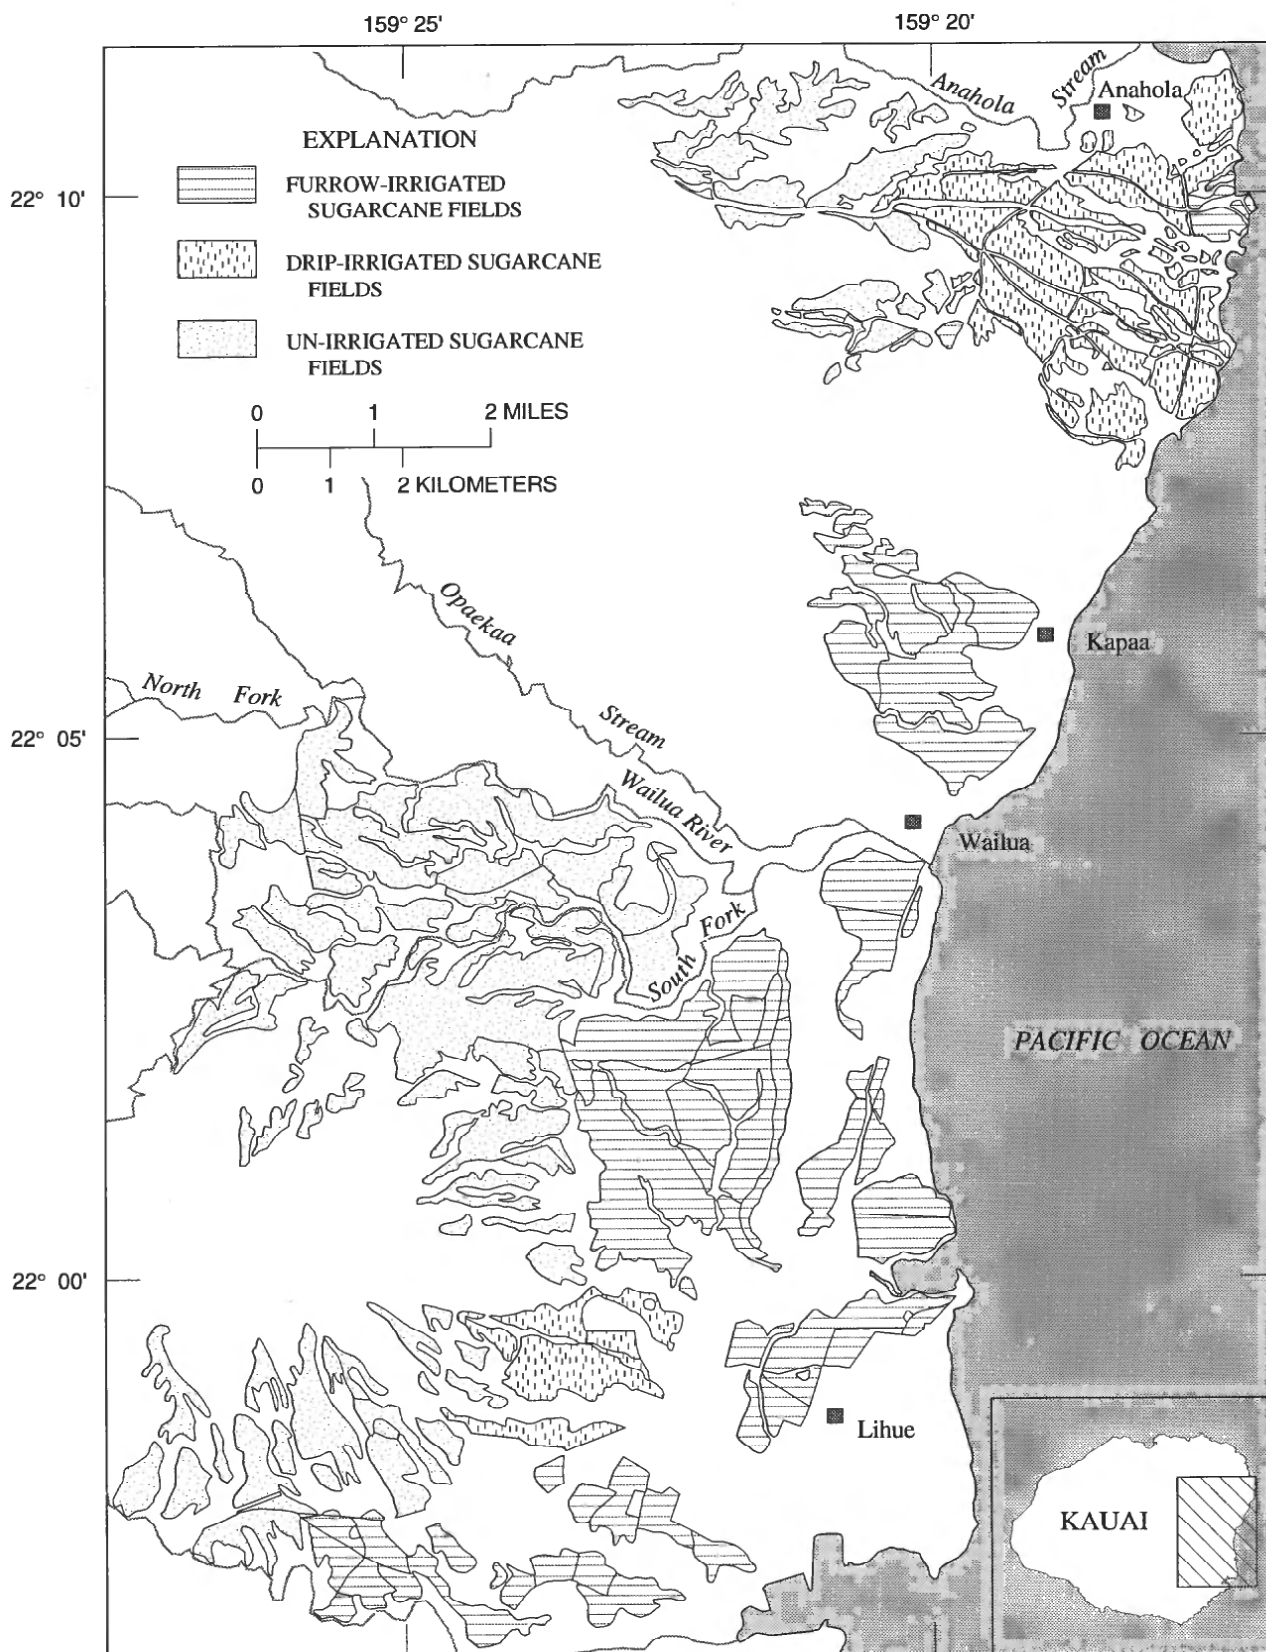 159° 25'
159° 20'
Anahola
Stream
Anahola
EXPLANATION
22° 10'
FURROW-IRRIGATED
SUGARCANE FIELDS
DRIP-IRRIGATED SUGARCANE
FIELDS
UN-IRRIGATED SUGARCANE
FIELDS
0 1 2 MILES
0 1 2 KILOMETERS
Opaekaa
Stream
Kapaa
North Fork
22° 05'
Wailua River
Wailua
South Fork
PACIFIC OCEAN
22° 00'
Lihue
KAUAI